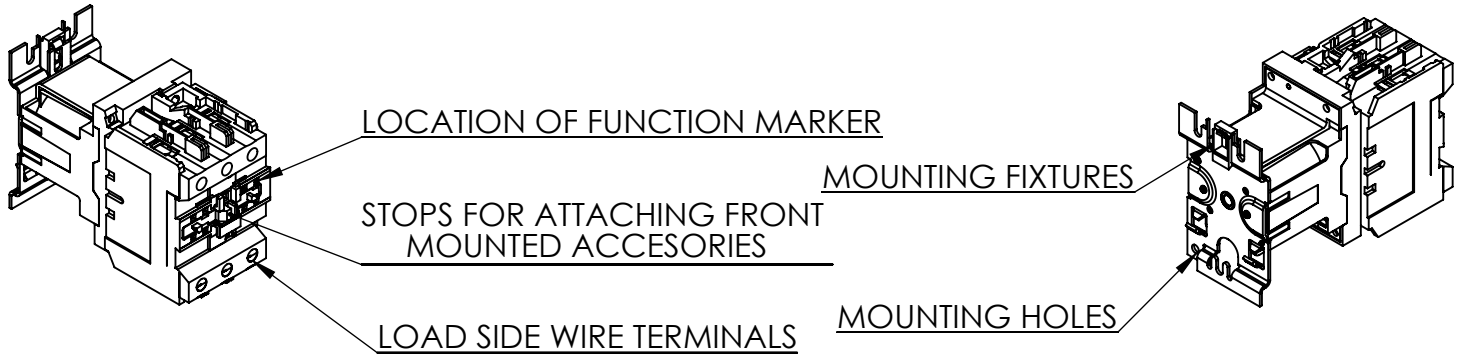 LOCATION OF FUNCTION MARKER
STOPS FOR ATTACHING FRONT
MOUNTED ACCESORIES
LOAD SIDE WIRE TERMINALS
MOUNTING FIXTURES
MOUNTING HOLES